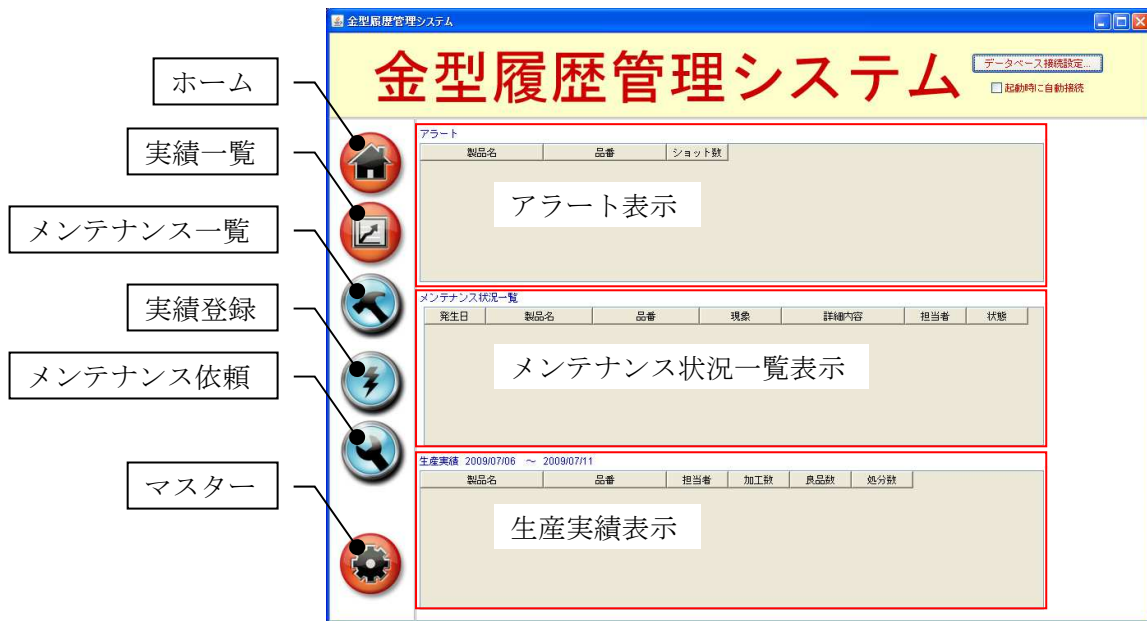 金型履歴管理システム
金型履歴管理システム
データベース接続設定...
起動時に自動接続
ホーム
実績一覧
メンテナンス一覧
実績登録
メンテナンス依頼
マスター
アラート
製品名 品番 ショット数
アラート表示
メンテナンス状況一覧
発生日 製品名 品番 現象 詳細内容 担当者 状態
メンテナンス状況一覧表示
生産実績 2009/07/06 ～ 2009/07/11
製品名 品番 担当者 加工数 良品数 処分数
生産実績表示